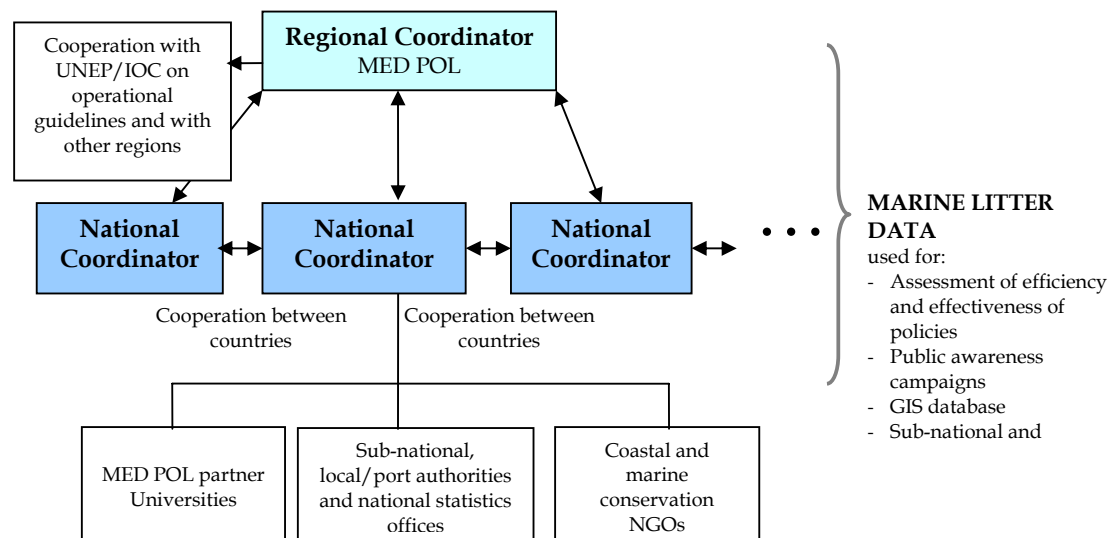 Cooperation with
UNEP/IOC on
operational
guidelines and with
other regions
Regional Coordinator
MED POL
National
Coordinator
National
Coordinator
National
Coordinator
• • •
Cooperation between
countries
Cooperation between
countries
MED POL partner
Universities
Sub-national,
local/port authorities
and national statistics
offices
Coastal and
marine
conservation
NGOs
MARINE LITTER
DATA
used for:
- Assessment of efficiency
and effectiveness of
policies
- Public awareness
campaigns
- GIS database
- Sub-national and